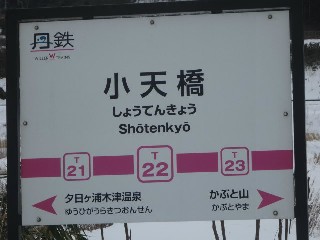 丹鉄
WILLER TRAINS
小天橋
しょうてんきょう
Shōtenkyō
T 21
T 22
T 23
夕日ヶ浦木津温泉
ゆうひがうらきつおんせん
かぶと山
かぶとやま